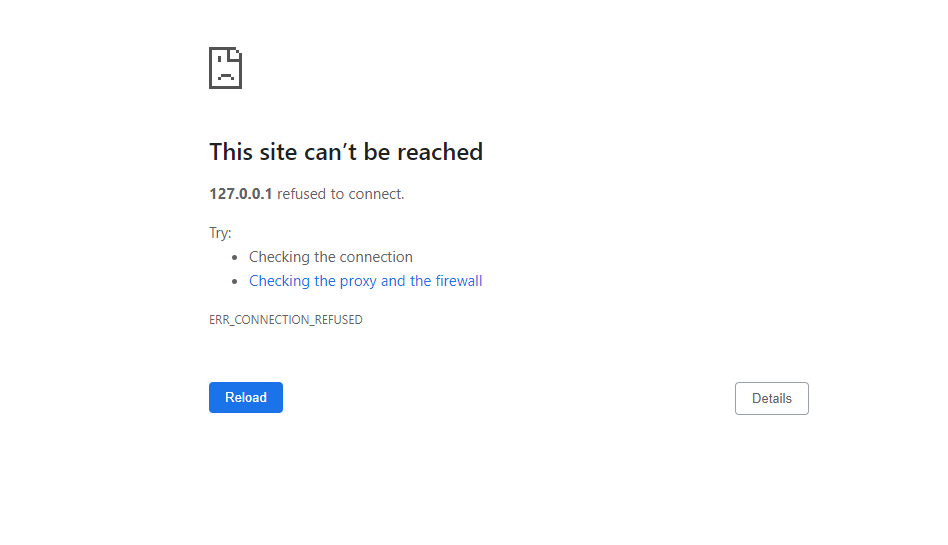 This site can’t be reached
127.0.0.1 refused to connect.
Try:
• Checking the connection
• Checking the proxy and the firewall
ERR_CONNECTION_REFUSED
Reload
Details